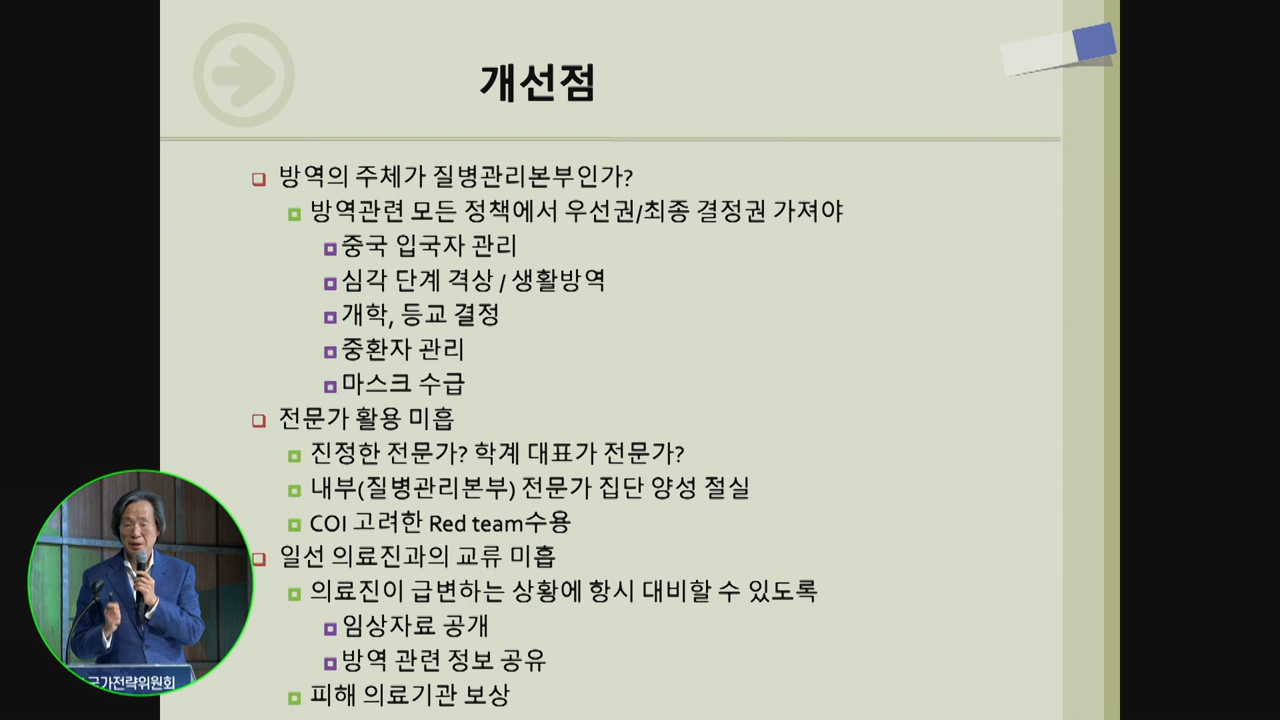 개선점
방역의 주체가 질병관리본부인가?
방역관련 모든 정책에서 우선권/최종 결정권 가져야
중국 입국자 관리
심각 단계 격상 / 생활방역
개학, 등교 결정
중환자 관리
마스크 수급
전문가 활용 미흡
진정한 전문가? 학계 대표가 전문가?
내부(질병관리본부) 전문가 집단 양성 절실
COI 고려한 Red team수용
일선 의료진과의 교류 미흡
의료진이 급변하는 상황에 항시 대비할 수 있도록
임상자료 공개
방역 관련 정보 공유
피해 의료기관 보상
국가전략위원회